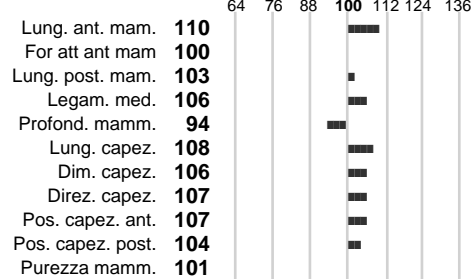 64 76 88 100 112 124 136
Lung. ant. mam. 110
For att ant mam 100
Lung. post. mam. 103
Legam. med. 106
Profond. mamm. 94
Lung. capez. 108
Dim. capez. 106
Direz. capez. 107
Pos. capez. ant. 107
Pos. capez. post. 104
Purezza mamm. 101